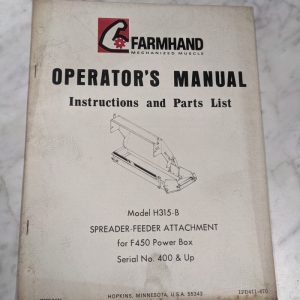 FARMHAND
MECHANIZED MUSCLE
OPERATOR'S MANUAL
Instructions and Parts List
Model H315-B
SPREADER-FEEDER ATTACHMENT
for F450 Power Box
Serial No. 400 & Up
HOPKINS, MINNESOTA, U.S.A. 55343